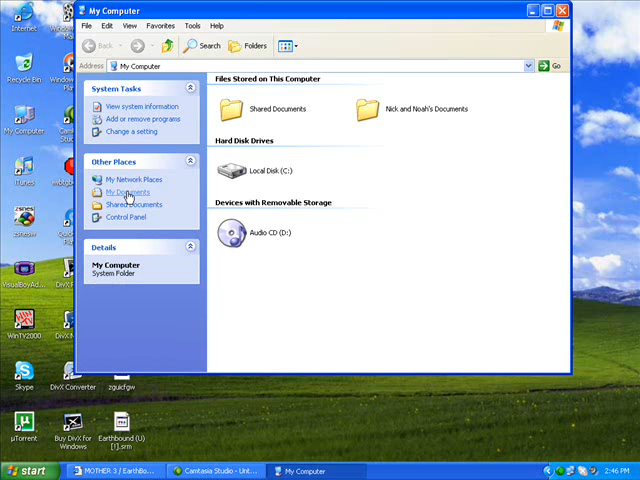 My Computer
File Edit View Favorites Tools Help
Back Search Folders
Address My Computer Go
System Tasks
View system information
Add or remove programs
Change a setting
Other Places
My Network Places
My Documents
Shared Documents
Control Panel
Details
My Computer
System Folder
Files Stored on This Computer
Shared Documents Nick and Noah's Documents
Hard Disk Drives
Local Disk (C:)
Devices with Removable Storage
Audio CD (D:)
Internet
Recycle Bin
My Computer
iTunes
zsnesw
VisualBoyAd...
WinTV2000
Skype
DivX Converter
zguicfgw
µTorrent
Buy DivX for
Windows
Earthbound (U)
[!].srm
start
MOTHER 3 / EarthBo...
Camtasia Studio - Unt...
My Computer
2:46 PM